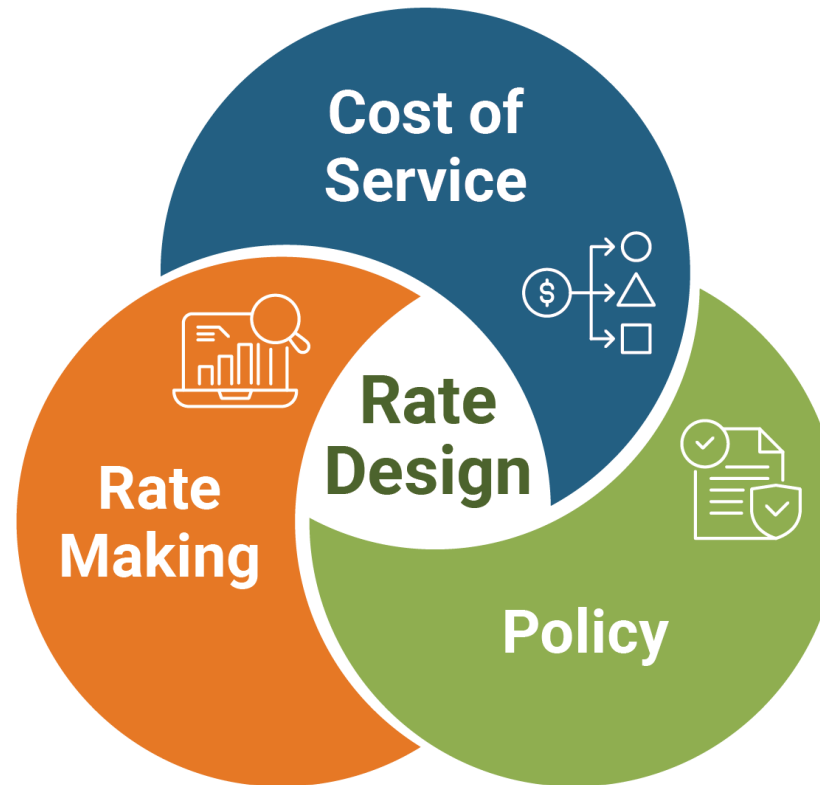 Cost of
Service
$
Rate
Design
Rate
Making
Policy